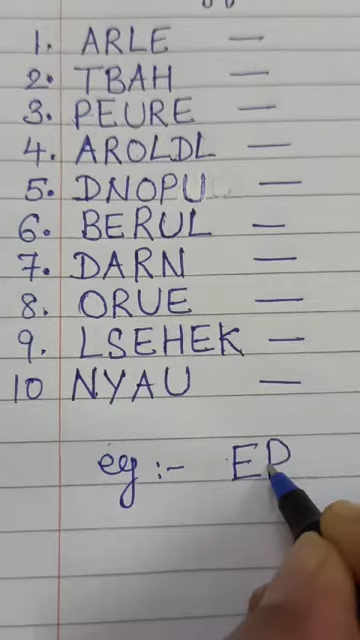 1. ARLE —
2. TBAH —
3. PEURE —
4. AROLDL —
5. DNOPU —
6. BERUL —
7. DARN —
8. ORUE —
9. LSEHEK —
10 NYAU —
eg :- ED